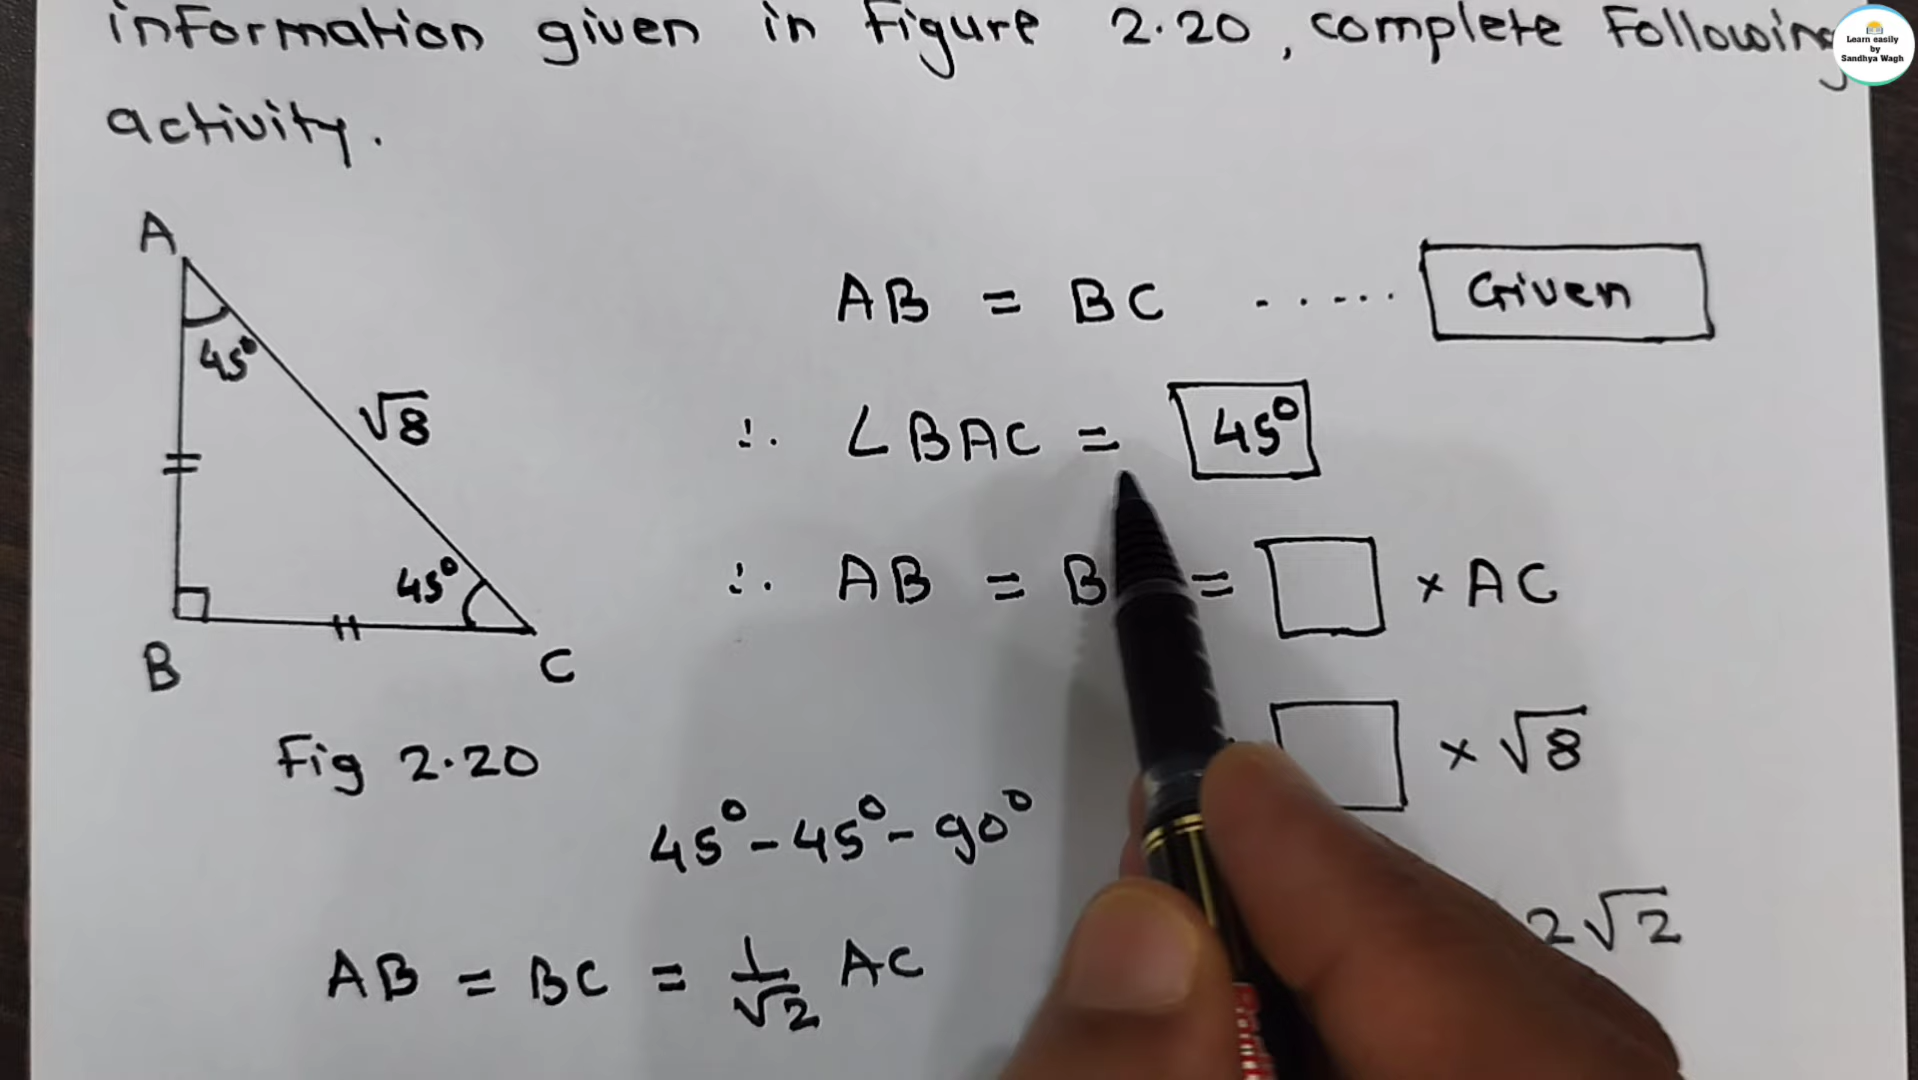 information given in figure 2.20, complete following
activity.
Learn easily
by
Sandhya Wagh
A
45°
√8
45°
B
C
Fig 2.20
AB = BC ...... Given
∴ ∠BAC = 45°
∴ AB = B = □ × AC
□ × √8
2√2
45° - 45° - 90°
AB = BC = 1/√2 AC